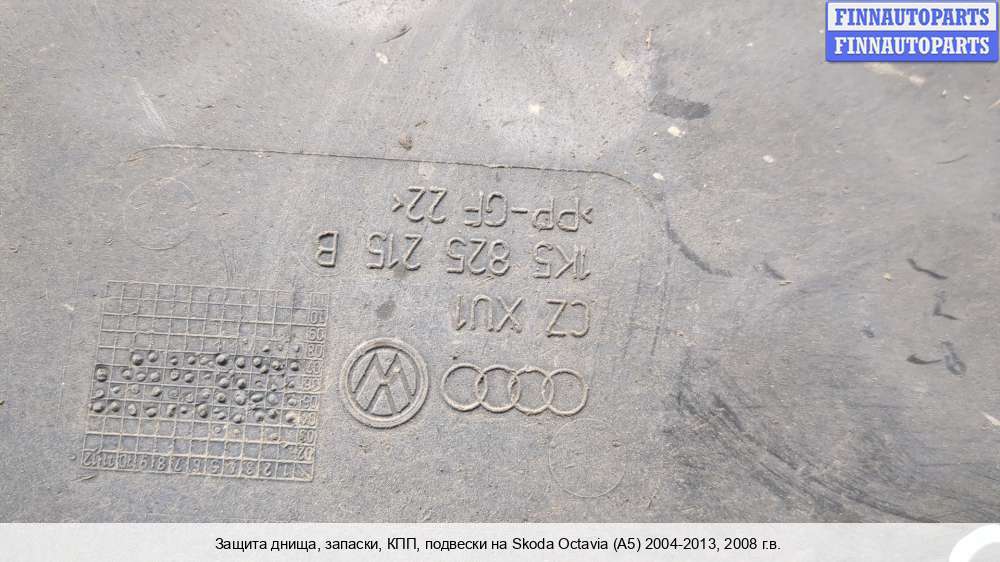 FINNAUTOPARTS
FINNAUTOPARTS
>PP-GF 22<
1K5 825 215 B
CZ XU1
Защита днища, запаски, КПП, подвески на Skoda Octavia (A5) 2004-2013, 2008 г.в.